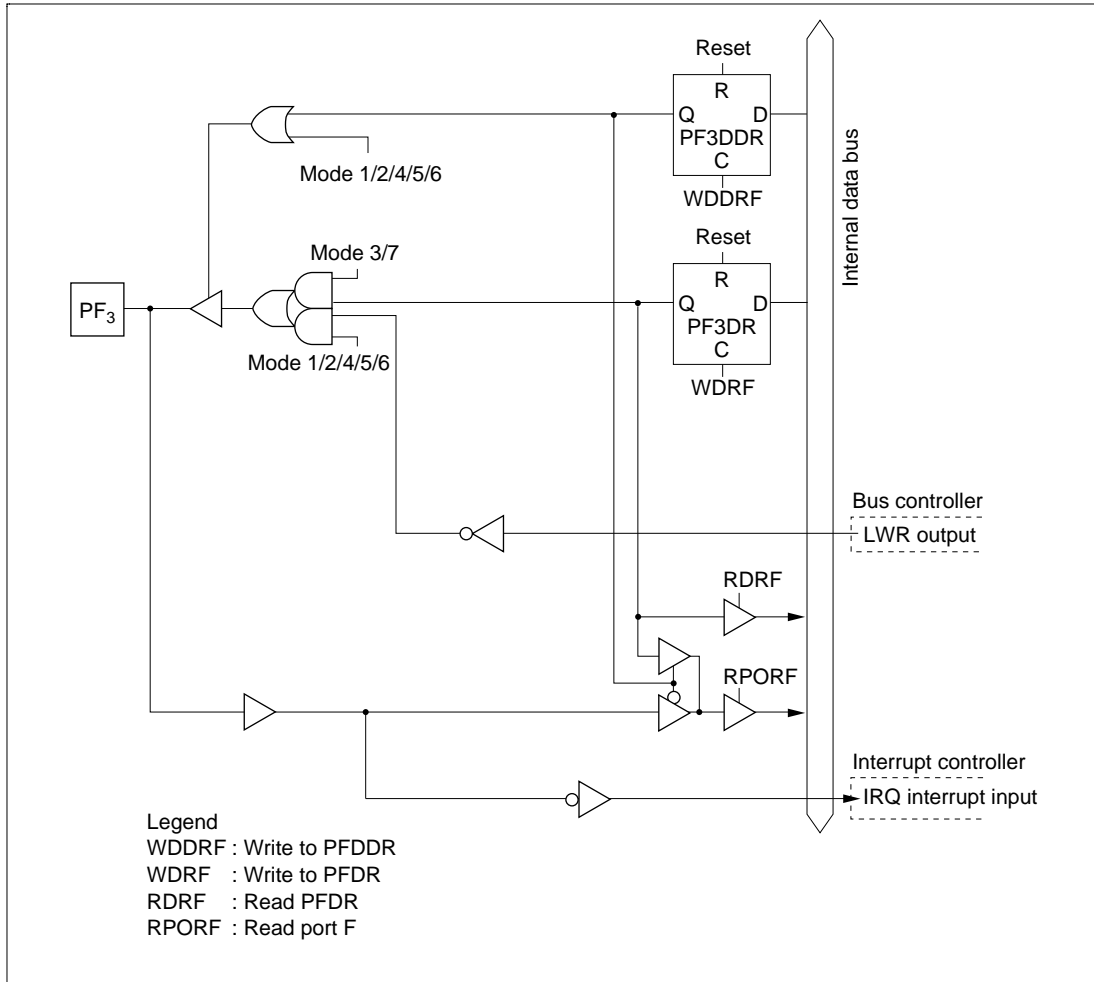 Reset
R
Q D
PF3DDR
C
WDDRF
Mode 1/2/4/5/6
Internal data bus
Reset
R
Q D
PF3DR
C
WDRF
Mode 3/7
PF3
Mode 1/2/4/5/6
Bus controller
LWR output
RDRF
RPORF
Interrupt controller
IRQ interrupt input
Legend
WDDRF : Write to PFDDR
WDRF : Write to PFDR
RDRF : Read PFDR
RPORF : Read port F